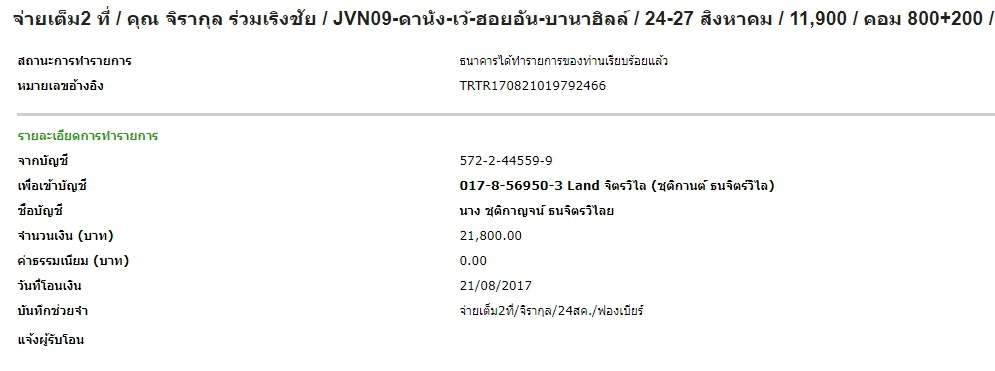 จ่ายเต็ม2 ที่ / คุณ จิรากุล ร่วมเริงชัย / JVN09-ดานัง-เว้-ฮอยอัน-บานาฮิลล์ / 24-27 สิงหาคม / 11,900 / คอม 800+200 /
สถานะการทำรายการ ธนาคารได้ทำรายการของท่านเรียบร้อยแล้ว
หมายเลขอ้างอิง TRTR170821019792466
รายละเอียดการทำรายการ
จากบัญชี 572-2-44559-9
เพื่อเข้าบัญชี 017-8-56950-3 Land จิตรวิไล (ชุติกานต์ ธนจิตร์วิไล)
ชื่อบัญชี นาง ชุติกาญจน์ ธนจิตรวิไลย
จำนวนเงิน (บาท) 21,800.00
ค่าธรรมเนียม (บาท) 0.00
วันที่โอนเงิน 21/08/2017
บันทึกช่วยจำ จ่ายเต็ม2ที่/จิรากุล/24สค./ฟองเบียร์
แจ้งผู้รับโอน